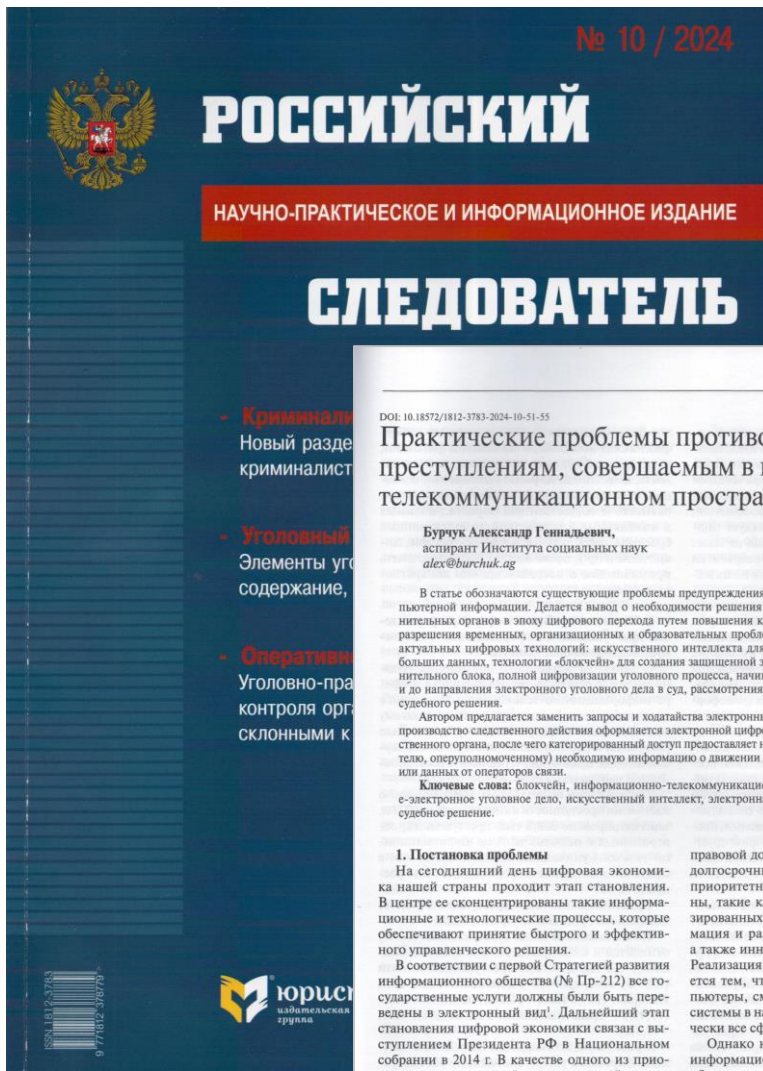 № 10 / 2024
РОССИЙСКИЙ
НАУЧНО-ПРАКТИЧЕСКОЕ И ИНФОРМАЦИОННОЕ ИЗДАНИЕ
СЛЕДОВАТЕЛЬ
- Криминали
Новый разде
криминалист
- Уголовный
Элементы уго
содержание,
- Оперативн
Уголовно-пра
контроля орга
склонными к
ISSN 1812-3783
9 771812 378779 >
юрист
издательская
группа
DOI: 10.18572/1812-3783-2024-10-51-55
Практические проблемы противо
преступлениям, совершаемым в
телекоммуникационном простра
Бурчук Александр Геннадьевич,
аспирант Института социальных наук
alex@burchuk.ag
В статье обозначаются существующие проблемы предупреждения
пьютерной информации. Делается вывод о необходимости решения
нительных органов в эпоху цифрового перехода путем повышения к
разрешения временных, организационных и образовательных пробле
актуальных цифровых технологий: искусственного интеллекта для
больших данных, технологии «блокчейн» для создания защищенной з
нительного блока, полной цифровизации уголовного процесса, начи
и до направления электронного уголовного дела в суд, рассмотрения
судебного решения.
Автором предлагается заменить запросы и ходатайства электронны
производство следственного действия оформляется электронной цифро
ственного органа, после чего категорированный доступ предоставляет
телю, оперуполномоченному) необходимую информацию о движении
или данных от операторов связи.
Ключевые слова: блокчейн, информационно-телекоммуникацио
е-электронное уголовное дело, искусственный интеллект, электронн
судебное решение.
1. Постановка проблемы
На сегодняшний день цифровая экономи-
ка нашей страны проходит этап становления.
В центре ее сконцентрированы такие информа-
ционные и технологические процессы, которые
обеспечивают принятие быстрого и эффектив-
ного управленческого решения.
В соответствии с первой Стратегией развития
информационного общества (№ Пр-212) все го-
сударственные услуги должны были быть пере-
ведены в электронный вид¹. Дальнейший этап
становления цифровой экономики связан с вы-
ступлением Президента РФ в Национальном
собрании в 2014 г. В качестве одного из прио-
правовой до
долгосрочн
приоритетн
ны, такие к
зированных
мация и ра
а также инн
Реализация
ется тем, чт
пьютеры, см
системы в на
чески все сф
Однако н
информаци